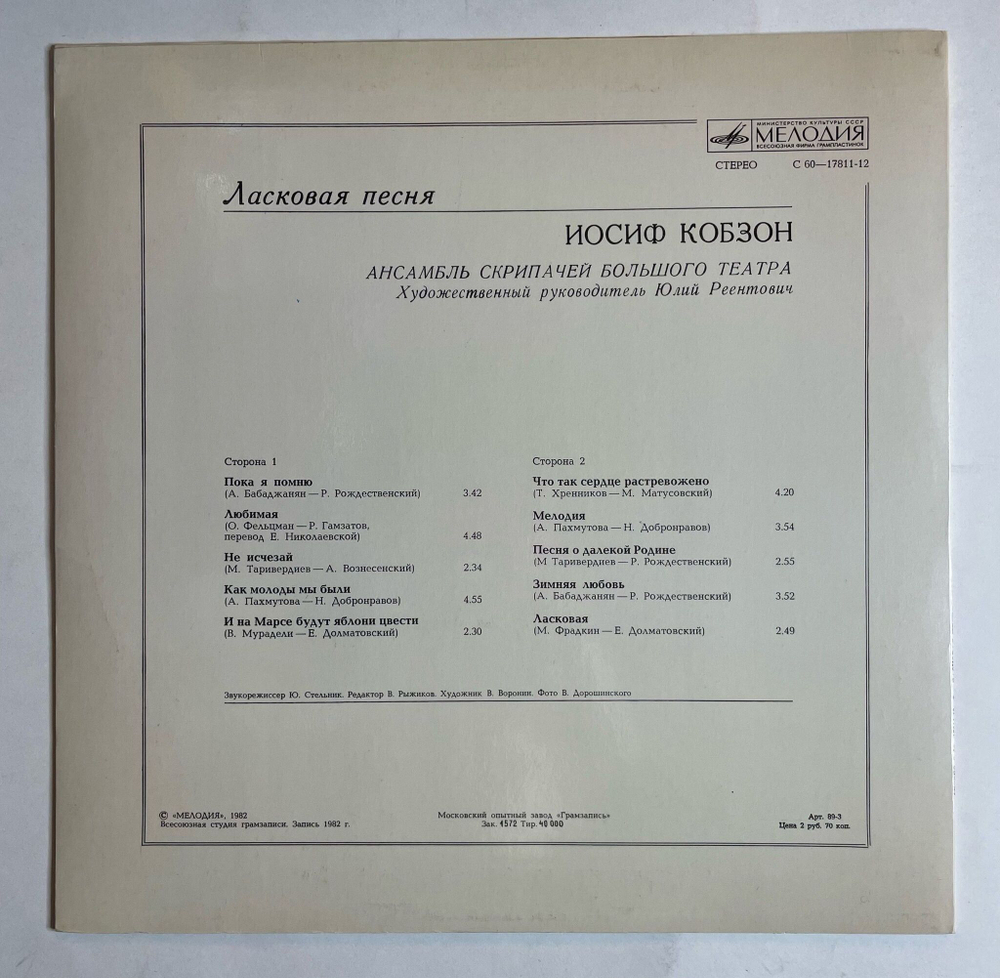 МИНИСТЕРСТВО КУЛЬТУРЫ СССР
МЕЛОДИЯ
ВСЕСОЮЗНАЯ ФИРМА ГРАМПЛАСТИНОК
СТЕРЕО С 60—17811-12
Ласковая песня
ИОСИФ КОБЗОН
АНСАМБЛЬ СКРИПАЧЕЙ БОЛЬШОГО ТЕАТРА
Художественный руководитель Юлий Реентович
Сторона 1
Пока я помню
(А. Бабаджанян — Р. Рождественский) 3.42
Любимая
(О. Фельцман — Р. Гамзатов,
перевод Е. Николаевской) 4.48
Не исчезай
(М. Таривердиев — А. Вознесенский) 2.34
Как молоды мы были
(А. Пахмутова — Н. Добронравов) 4.55
И на Марсе будут яблони цвести
(В. Мурадели — Е. Долматовский) 2.30
Сторона 2
Что так сердце растревожено
(Т. Хренников — М. Матусовский) 4.20
Мелодия
(А. Пахмутова — Н. Добронравов) 3.54
Песня о далекой Родине
(М Таривердиев — Р. Рождественский) 2.55
Зимняя любовь
(А. Бабаджанян — Р. Рождественский) 3.52
Ласковая
(М. Фрадкин — Е. Долматовский) 2.49
Звукорежиссер Ю. Стельник. Редактор В. Рыжиков. Художник В. Воронин. Фото В. Дорошинского
© «МЕЛОДИЯ», 1982
Всесоюзная студия грамзаписи. Запись 1982 г.
Московский опытный завод «Грамзапись»
Зак. 1572 Тир. 40 000
Арт. 89-3
Цена 2 руб. 70 коп.